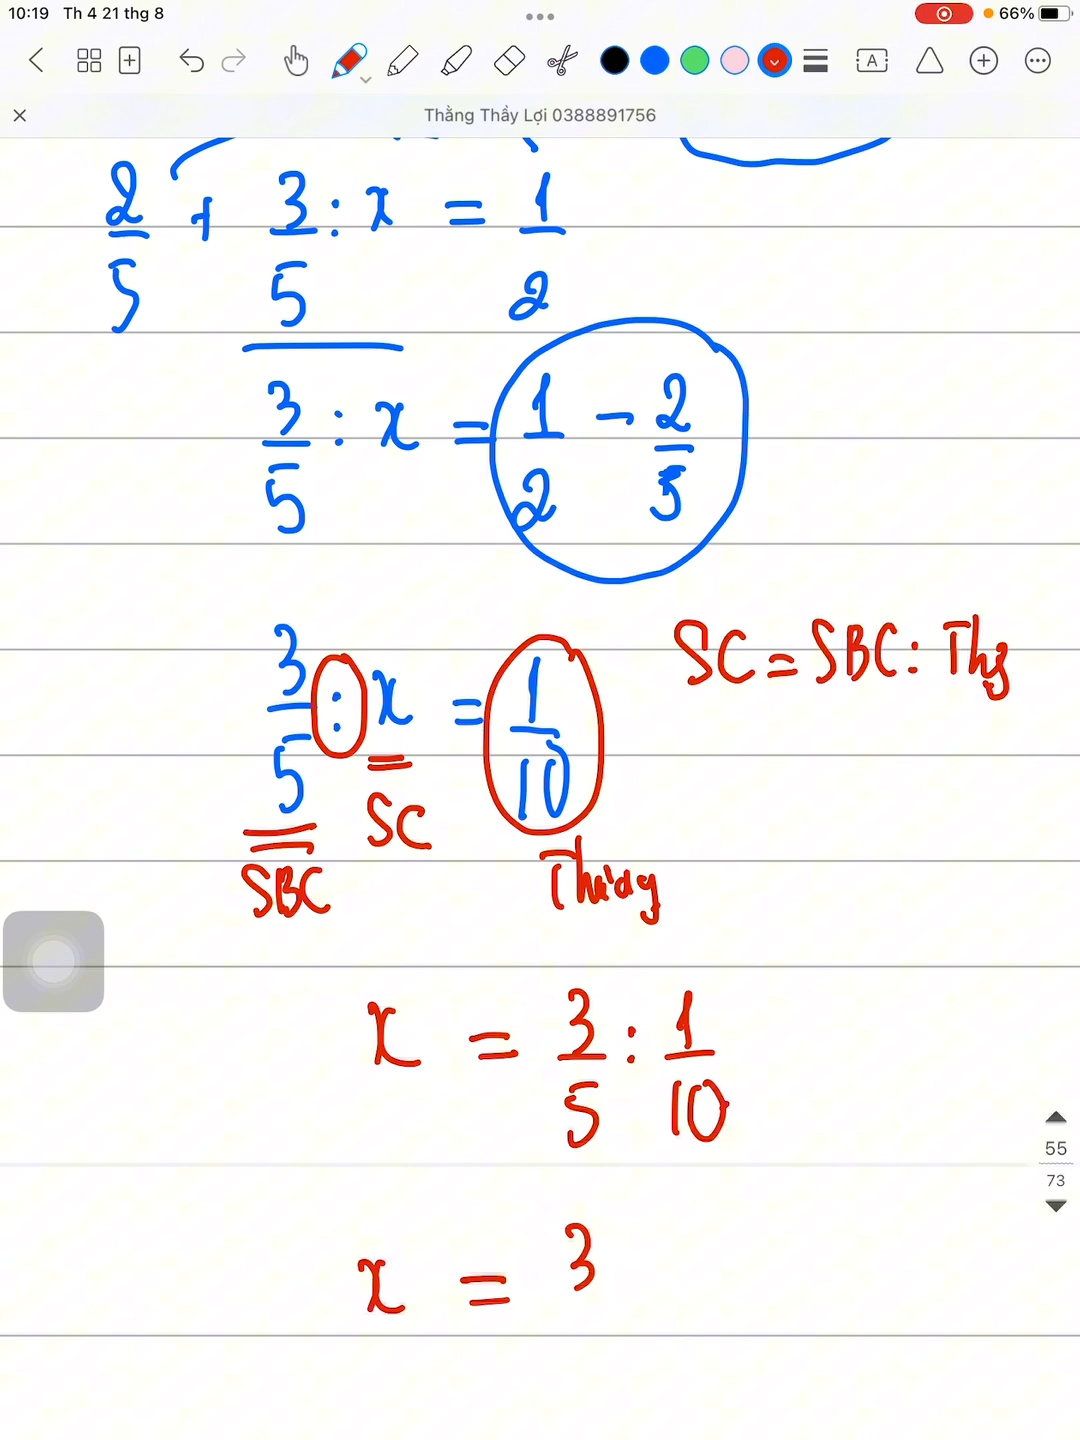 10:19 Th 4 21 thg 8
66%
A
Thằng Thầy Lợi 0388891756
2/5 + 3/5 : x = 1/2
3/5 : x = 1/2 - 2/5
3/5 : x = 1/10
SC = SBC : Thg
SBC
SC
Thương
x = 3/5 : 1/10
55
73
x = 3